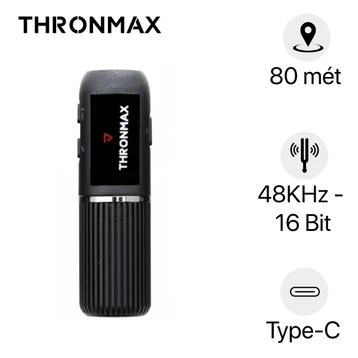 THRONMAX
THRONMAX
80 mét
48KHz -
16 Bit
Type-C